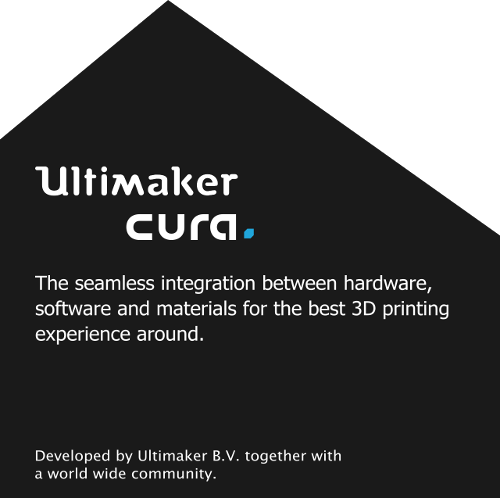 Ultimaker
cura.
The seamless integration between hardware,
software and materials for the best 3D printing
experience around.
Developed by Ultimaker B.V. together with
a world wide community.